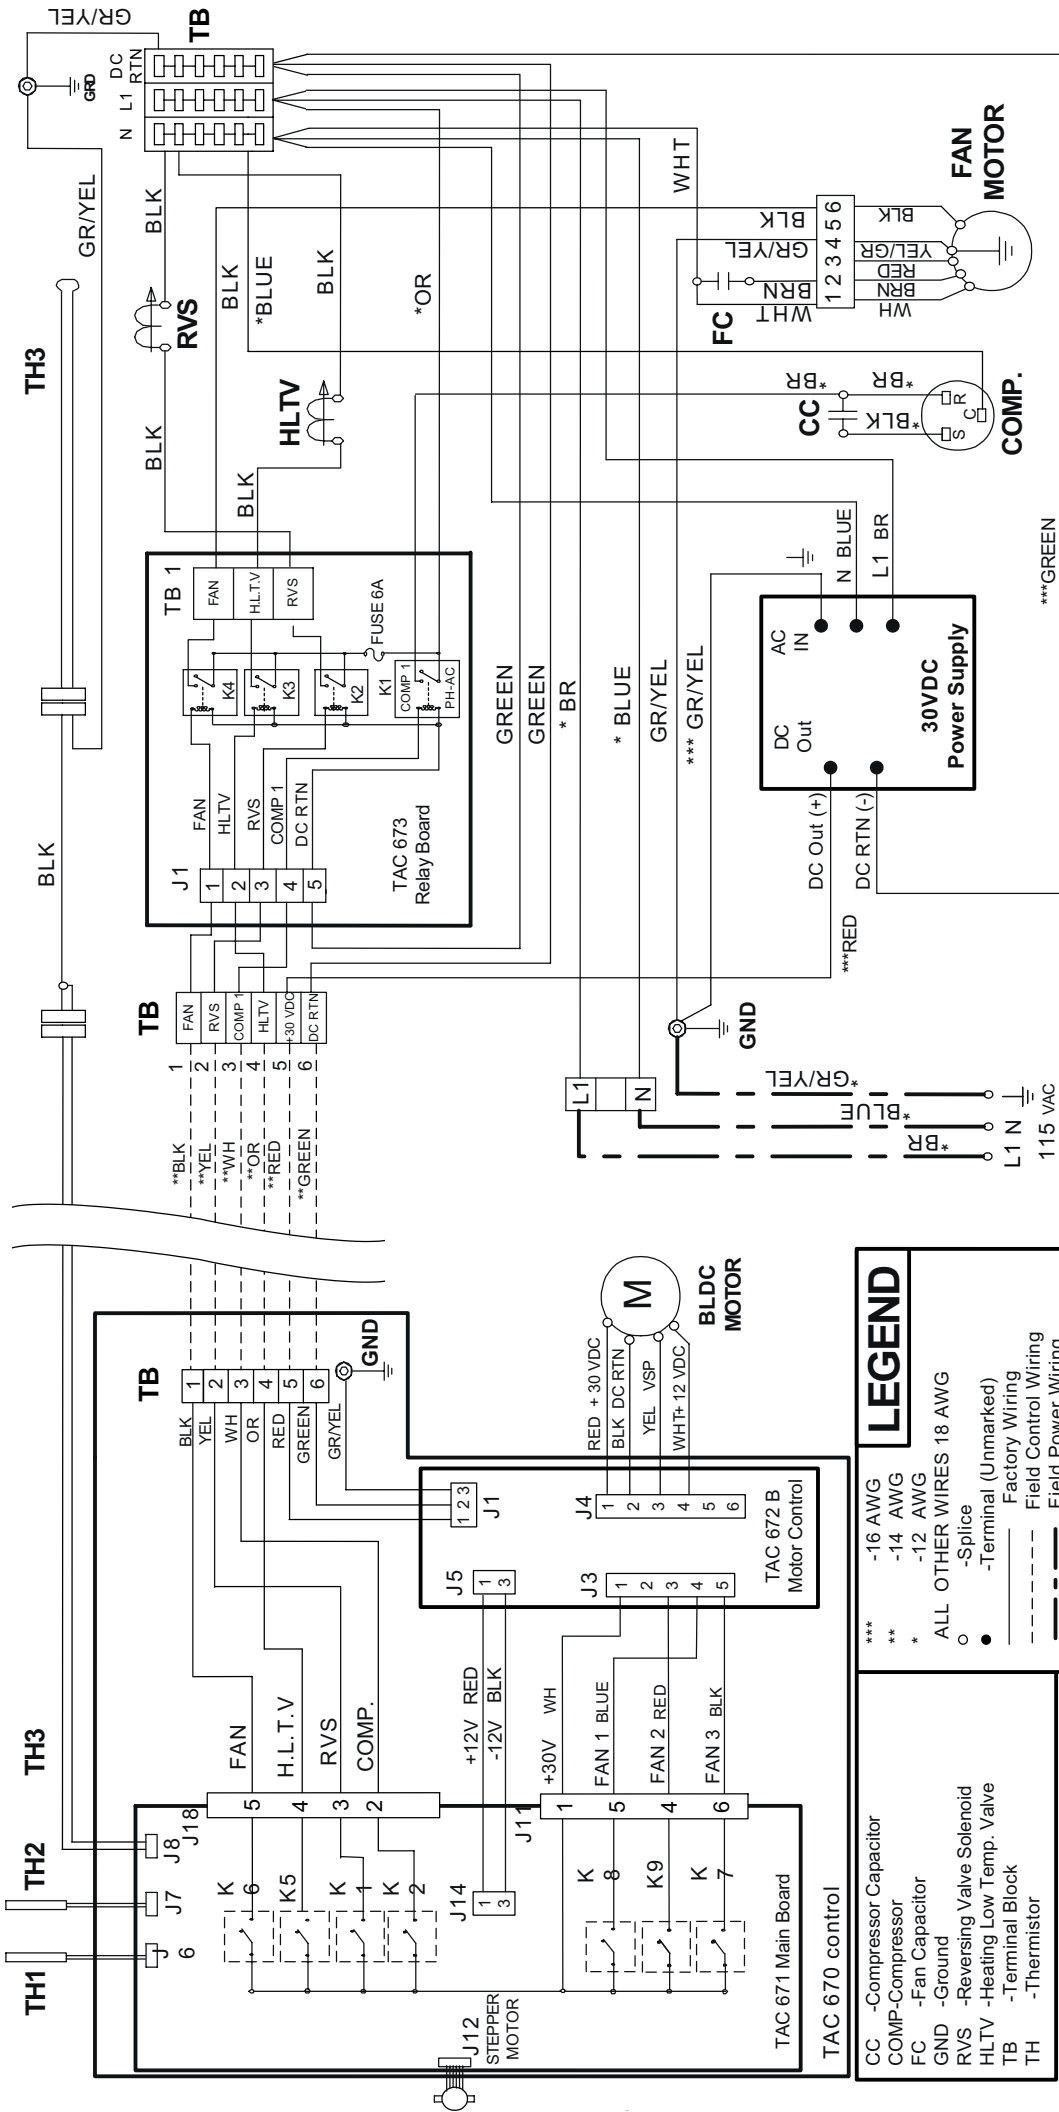 TH1
TH2
TH3
TH3
J 6
J7
J8
BLK
GR/YEL
GR/YEL
GRD
TB
N
L1
DC RTN
BLK
RVS
BLK
BLK
*BLUE
BLK
HLTV
BLK
*OR
J18
5
4
3
2
FAN
H.L.T.V
RVS
COMP.
K 6
K5
K 1
K 2
J14
1
3
+12V RED
-12V BLK
J5
1
3
J11
1
5
4
6
+30V WH
FAN 1 BLUE
FAN 2 RED
FAN 3 BLK
K 8
K9
K 7
J12
STEPPER
MOTOR
TAC 671 Main Board
TAC 670 control
J3
1
2
3
4
5
J4
1
2
3
4
5
6
TAC 672 B
Motor Control
J1
1 2 3
TB
1
2
3
4
5
6
BLK
YEL
WH
OR
RED
GREEN
GR/YEL
GND
RED + 30 VDC
BLK DC RTN
YEL VSP
WHT+ 12 VDC
M
BLDC
MOTOR
**BLK
**YEL
**WH
**OR
**RED
**GREEN
TB
1
2
3
4
5
6
FAN
RVS
COMP 1
HLTV
+30 VDC
DC RTN
J1
1
2
3
4
5
FAN
HLTV
RVS
COMP 1
DC RTN
TAC 673
Relay Board
K4
K3
K2
K1
COMP 1
PH-AC
FUSE 6A
TB 1
FAN
H.L.T.V
RVS
GREEN
GREEN
* BR
* BLUE
GR/YEL
*** GR/YEL
L1
N
GND
*BR
*BLUE
*GR/YEL
L1 N
115 VAC
***RED
DC Out (+)
DC RTN (-)
DC
Out
AC
IN
30VDC
Power Supply
N BLUE
L1 BR
***GREEN
CC
*BR
*BR
*BLK
S
C
R
COMP.
FC
WHT
WHT
BRN
GR/YEL
BLK
1 2 3 4 5 6
WH
BRN
RED
YEL/GR
BLK
FAN
MOTOR
CC -Compressor Capacitor
COMP-Compressor
FC -Fan Capacitor
GND -Ground
RVS -Reversing Valve Solenoid
HLTV -Heating Low Temp. Valve
TB -Terminal Block
TH -Thermistor
LEGEND
*** -16 AWG
** -14 AWG
* -12 AWG
ALL OTHER WIRES 18 AWG
-Splice
-Terminal (Unmarked)
Factory Wiring
Field Control Wiring
Field Power Wiring